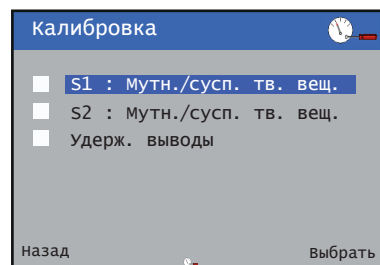 Калибровка
S1 : Мутн./сусп. тв. вещ.
S2 : Мутн./сусп. тв. вещ.
Удерж. выводы
Назад Выбрать